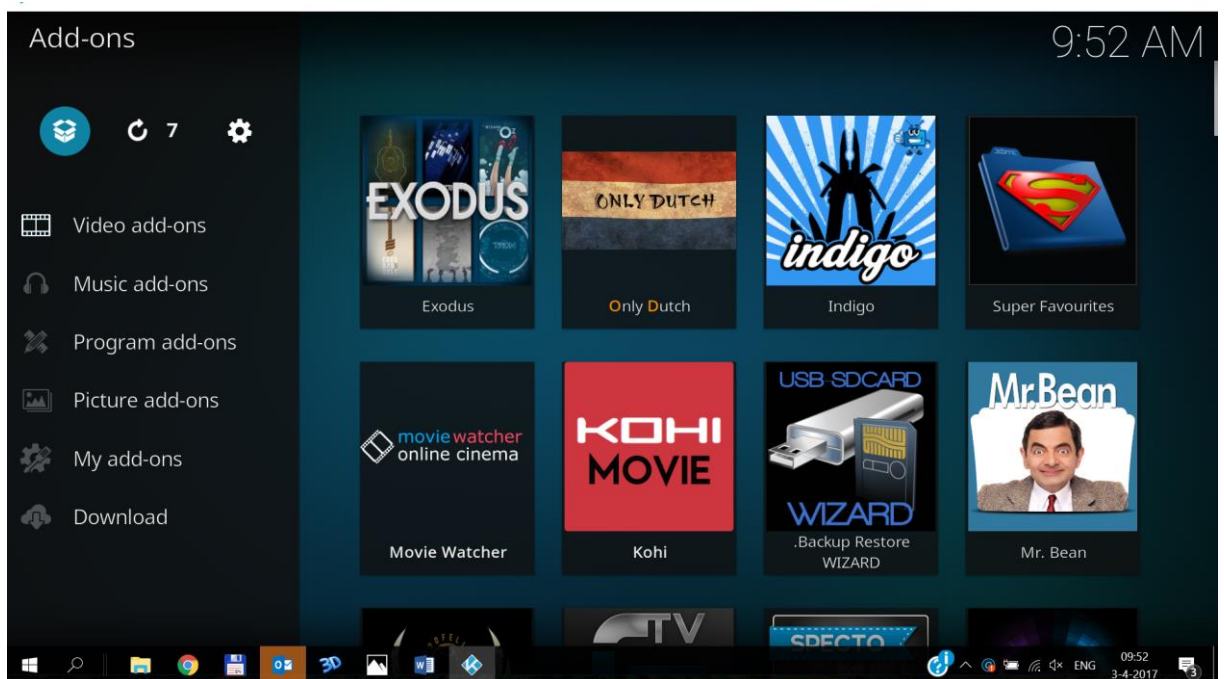 Add-ons
9:52 AM
7
Video add-ons
Music add-ons
Program add-ons
Picture add-ons
My add-ons
Download
EXODUS
Exodus
ONLY DUTCH
Only Dutch
indigo
Indigo
Super Favourites
movie watcher
online cinema
Movie Watcher
KOHI
MOVIE
Kohi
USB-SDCARD
WIZARD
.Backup Restore
WIZARD
Mr.Bean
Mr. Bean
TV
SPECTO
3D
ENG
09:52
3-4-2017
3